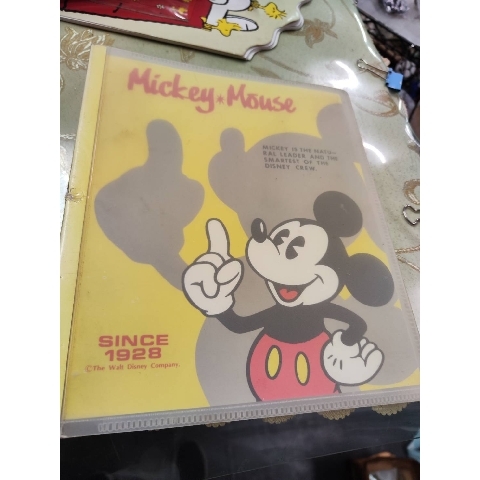 Mickey*Mouse
MICKEY IS THE NATU-
RAL LEADER AND THE
SMARTEST OF THE
DISNEY CREW.
SINCE
1928
©The Walt Disney Company.